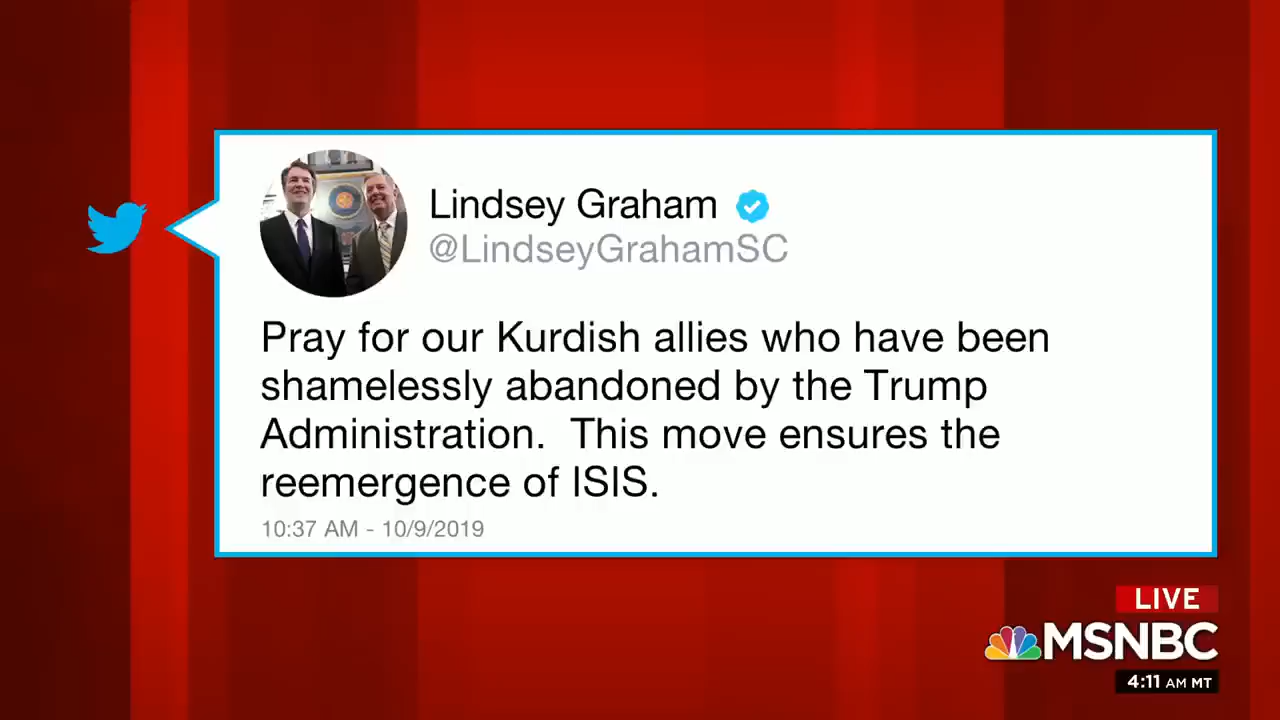 Lindsey Graham
@LindseyGrahamSC
Pray for our Kurdish allies who have been
shamelessly abandoned by the Trump
Administration.  This move ensures the
reemergence of ISIS.
10:37 AM - 10/9/2019
LIVE
MSNBC
4:11 AM MT